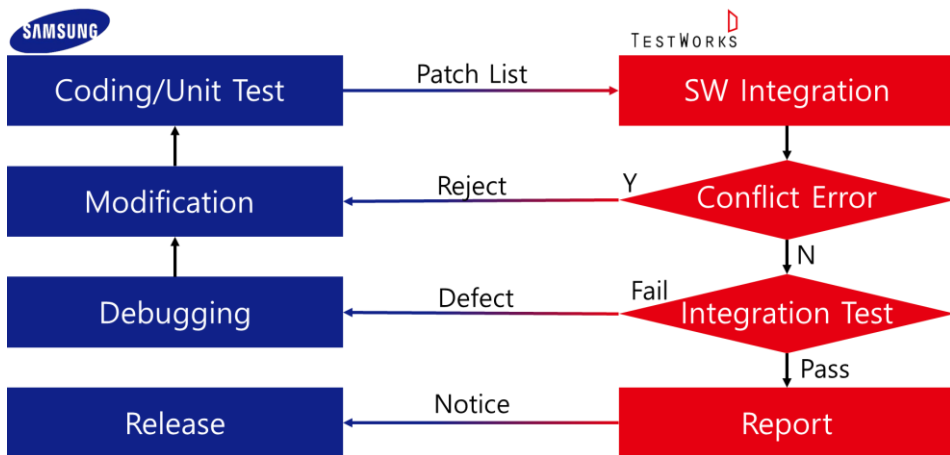 SAMSUNG
TESTWORKS
Coding/Unit Test
Patch List
SW Integration
Modification
Reject
Y
Conflict Error
N
Debugging
Defect
Fail
Integration Test
Pass
Release
Notice
Report